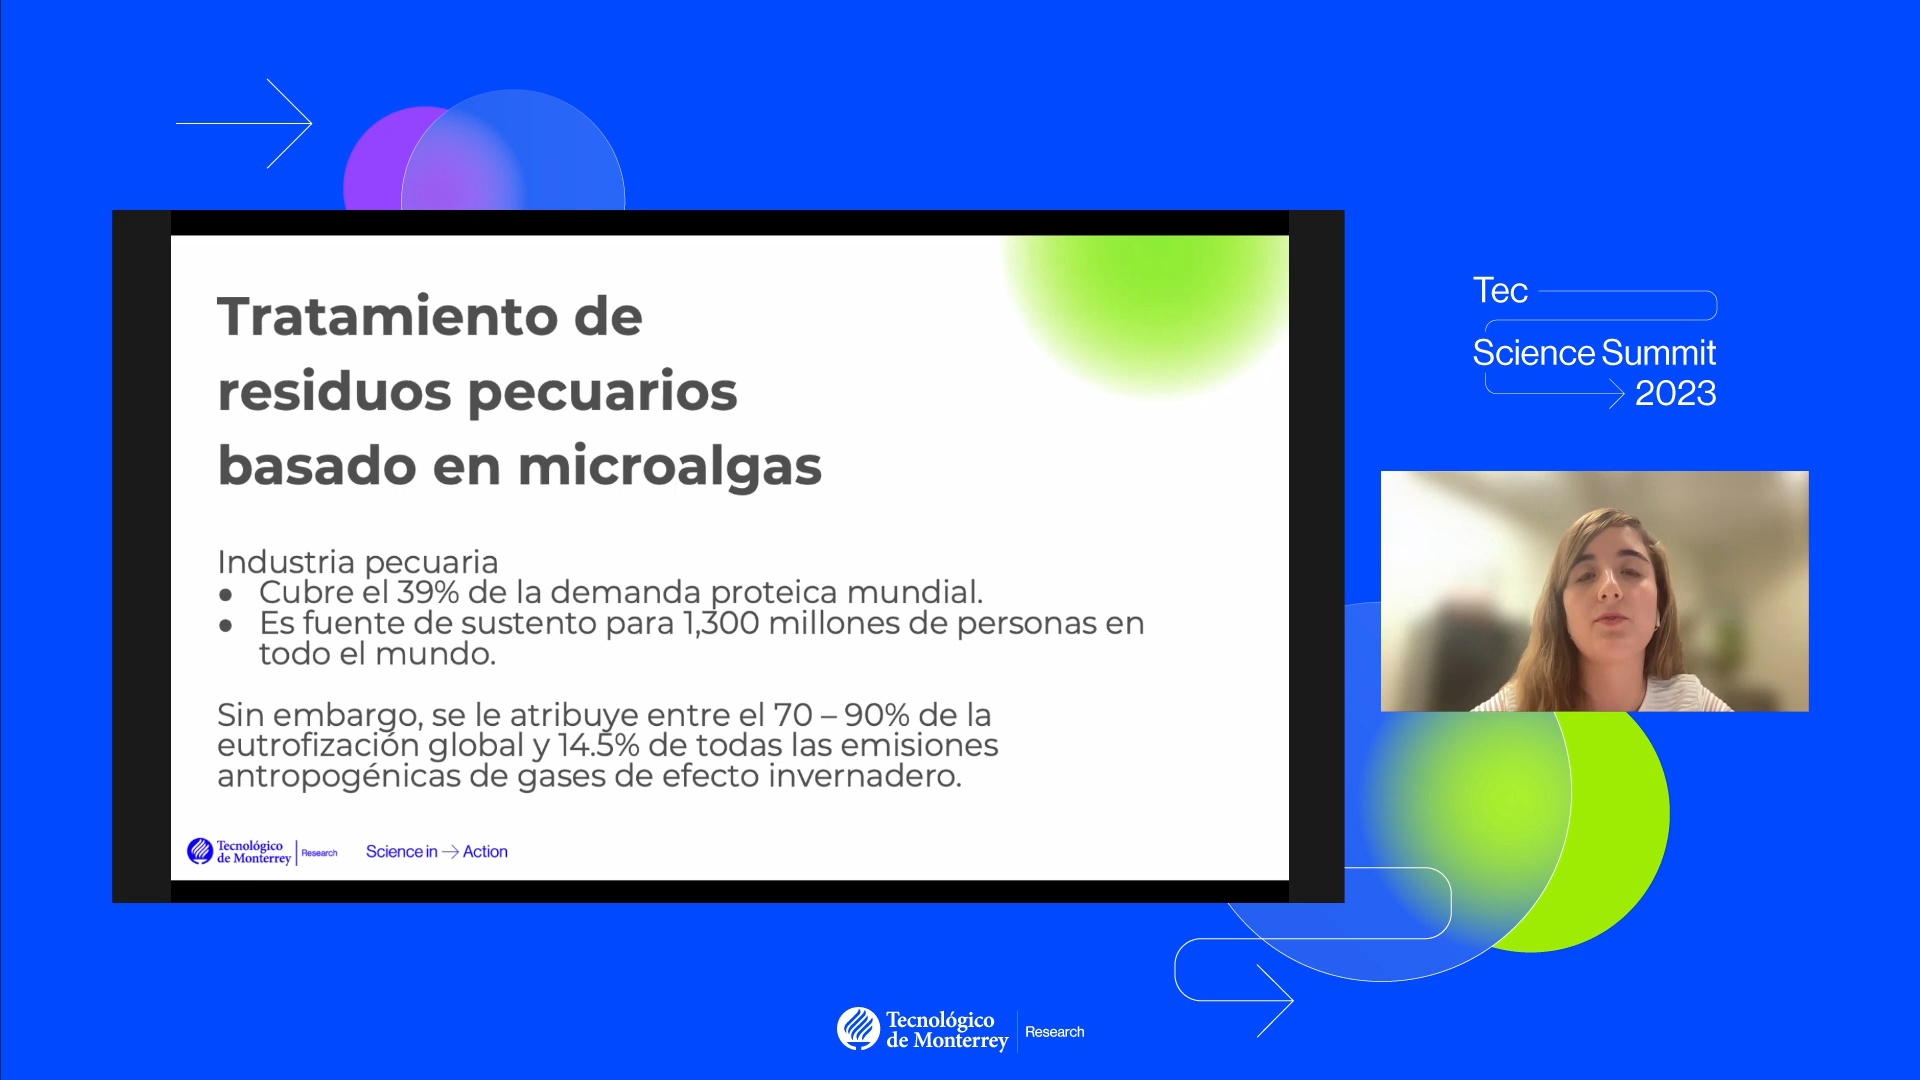 Tratamiento de
residuos pecuarios
basado en microalgas
Industria pecuaria
● Cubre el 39% de la demanda proteica mundial.
● Es fuente de sustento para 1,300 millones de personas en
todo el mundo.
Sin embargo, se le atribuye entre el 70 – 90% de la
eutrofización global y 14.5% de todas las emisiones
antropogénicas de gases de efecto invernadero.
Tecnológico
de Monterrey
Research
Science in → Action
Tec
Science Summit
2023
Tecnológico
de Monterrey
Research